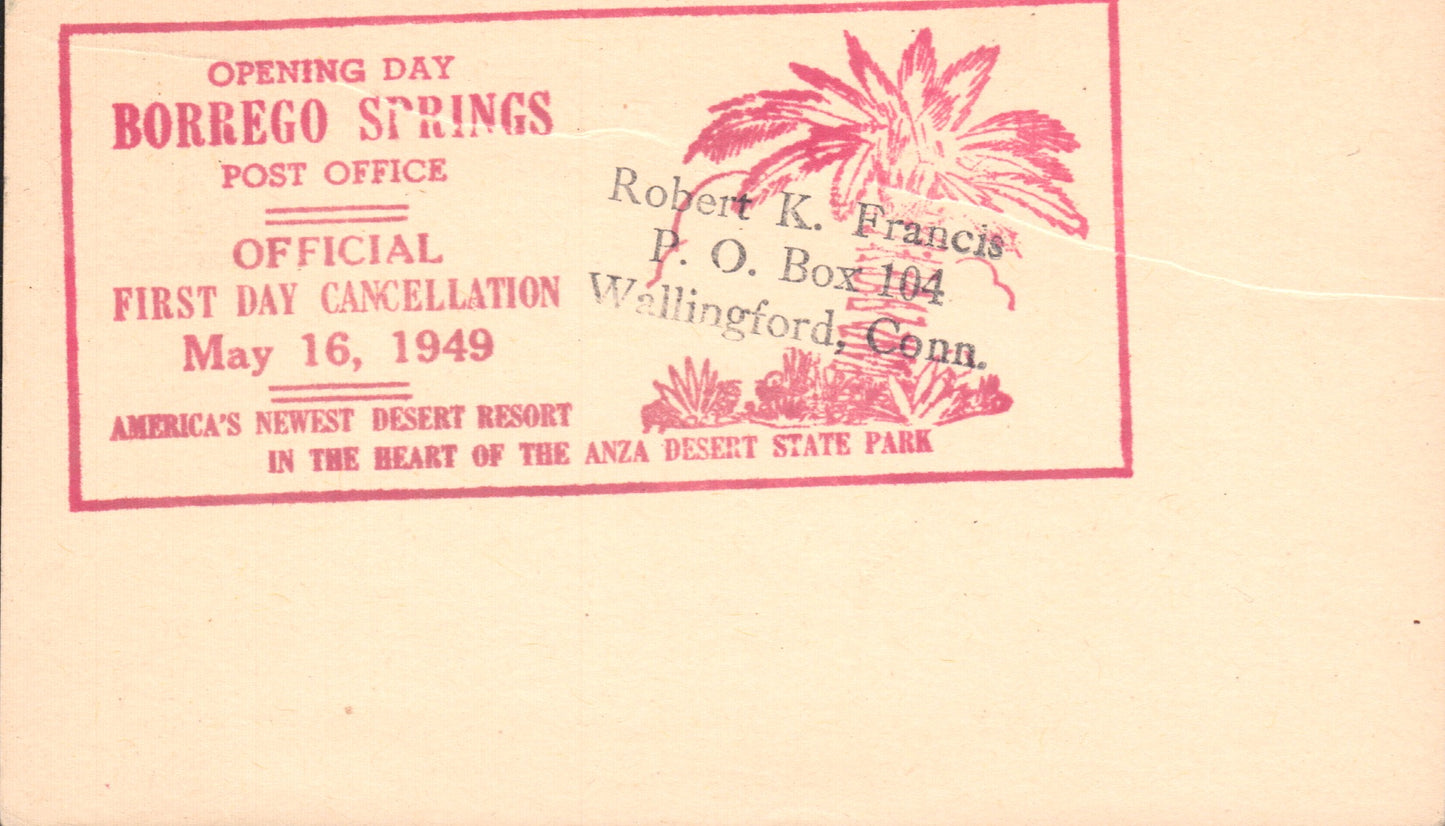 OPENING DAY
BORREGO SPRINGS
POST OFFICE
OFFICIAL
FIRST DAY CANCELLATION
May 16, 1949
AMERICA'S NEWEST DESERT RESORT
IN THE HEART OF THE ANZA DESERT STATE PARK
Robert K. Francis
P. O. Box 104
Wallingford, Conn.